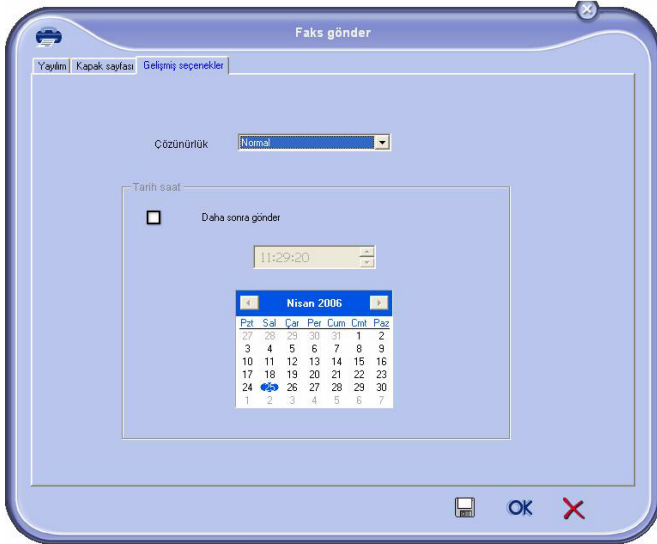 Faks gönder
Yayılım Kapak sayfası Gelişmiş seçenekler
Çözünürlük Normal
Tarih saat
Daha sonra gönder
11:29:20
Nisan 2006
Pzt Sal Çar Per Cum Cmt Paz
27 28 29 30 31 1 2
3 4 5 6 7 8 9
10 11 12 13 14 15 16
17 18 19 20 21 22 23
24 25 26 27 28 29 30
1 2 3 4 5 6 7
OK